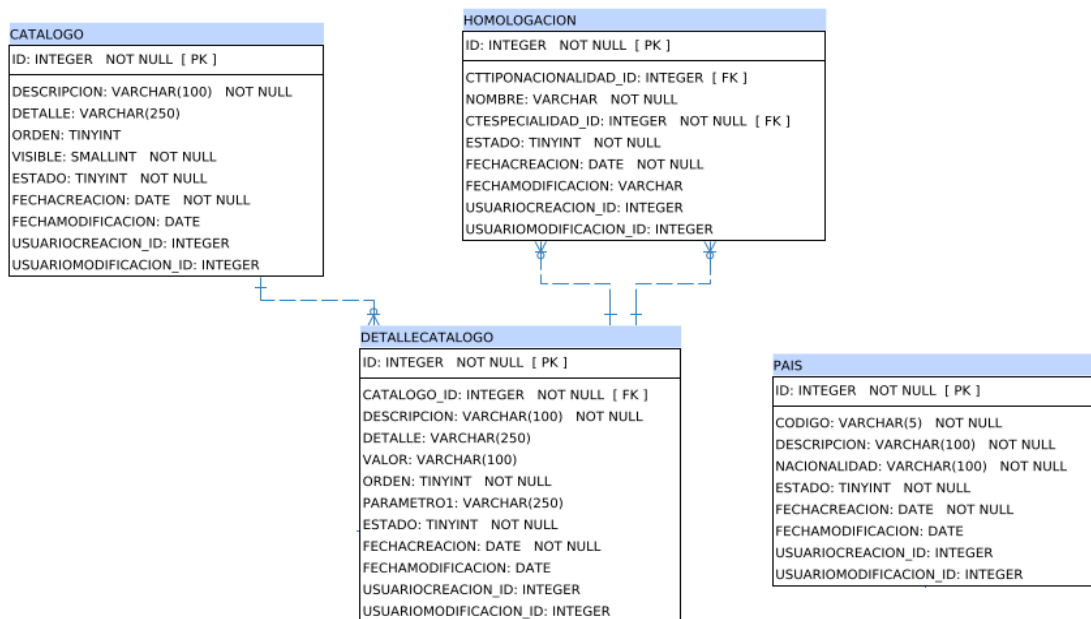 CATALOGO
ID: INTEGER NOT NULL [ PK ]
DESCRIPCION: VARCHAR(100) NOT NULL
DETALLE: VARCHAR(250)
ORDEN: TINYINT
VISIBLE: SMALLINT NOT NULL
ESTADO: TINYINT NOT NULL
FECHACREACION: DATE NOT NULL
FECHAMODIFICACION: DATE
USUARIOCREACION_ID: INTEGER
USUARIOMODIFICACION_ID: INTEGER
HOMOLOGACION
ID: INTEGER NOT NULL [ PK ]
CTTIPONACIONALIDAD_ID: INTEGER [ FK ]
NOMBRE: VARCHAR NOT NULL
CTESPECIALIDAD_ID: INTEGER NOT NULL [ FK ]
ESTADO: TINYINT NOT NULL
FECHACREACION: DATE NOT NULL
FECHAMODIFICACION: VARCHAR
USUARIOCREACION_ID: INTEGER
USUARIOMODIFICACION_ID: INTEGER
DETALLECATALOGO
ID: INTEGER NOT NULL [ PK ]
CATALOGO_ID: INTEGER NOT NULL [ FK ]
DESCRIPCION: VARCHAR(100) NOT NULL
DETALLE: VARCHAR(250)
VALOR: VARCHAR(100)
ORDEN: TINYINT NOT NULL
PARAMETRO1: VARCHAR(250)
ESTADO: TINYINT NOT NULL
FECHACREACION: DATE NOT NULL
FECHAMODIFICACION: DATE
USUARIOCREACION_ID: INTEGER
USUARIOMODIFICACION_ID: INTEGER
PAIS
ID: INTEGER NOT NULL [ PK ]
CODIGO: VARCHAR(5) NOT NULL
DESCRIPCION: VARCHAR(100) NOT NULL
NACIONALIDAD: VARCHAR(100) NOT NULL
ESTADO: TINYINT NOT NULL
FECHACREACION: DATE NOT NULL
FECHAMODIFICACION: DATE
USUARIOCREACION_ID: INTEGER
USUARIOMODIFICACION_ID: INTEGER